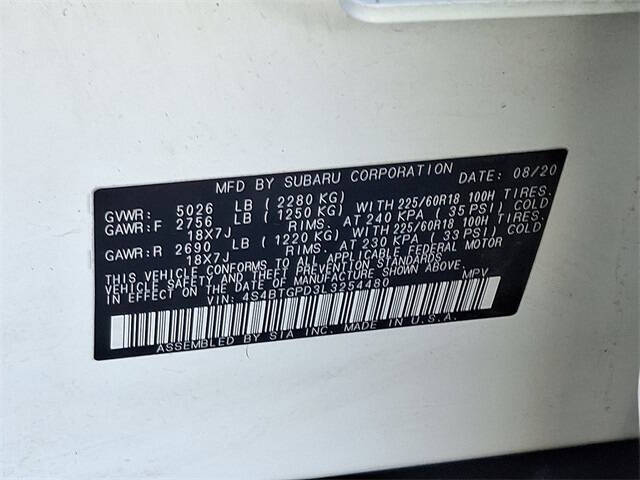 MFD BY SUBARU CORPORATION DATE: 08/20
GVWR: 5026 LB ( 2280 KG)
GAWR:F 2756 LB ( 1250 KG) WITH 225/60R18 100H TIRES.
18X7J RIMS. AT 240 KPA ( 35 PSI) COLD
GAWR:R 2690 LB ( 1220 KG) WITH 225/60R18 100H TIRES.
18X7J RIMS. AT 230 KPA ( 33 PSI) COLD
THIS VEHICLE CONFORMS TO ALL APPLICABLE FEDERAL MOTOR
VEHICLE SAFETY AND BUMPER STANDARDS
IN EFFECT ON THE DATE OF MANUFACTURE SHOWN ABOVE.
VIN: 4S4BTGPD3L3254480 MPV
ASSEMBLED BY SIA INC. MADE IN U.S.A.